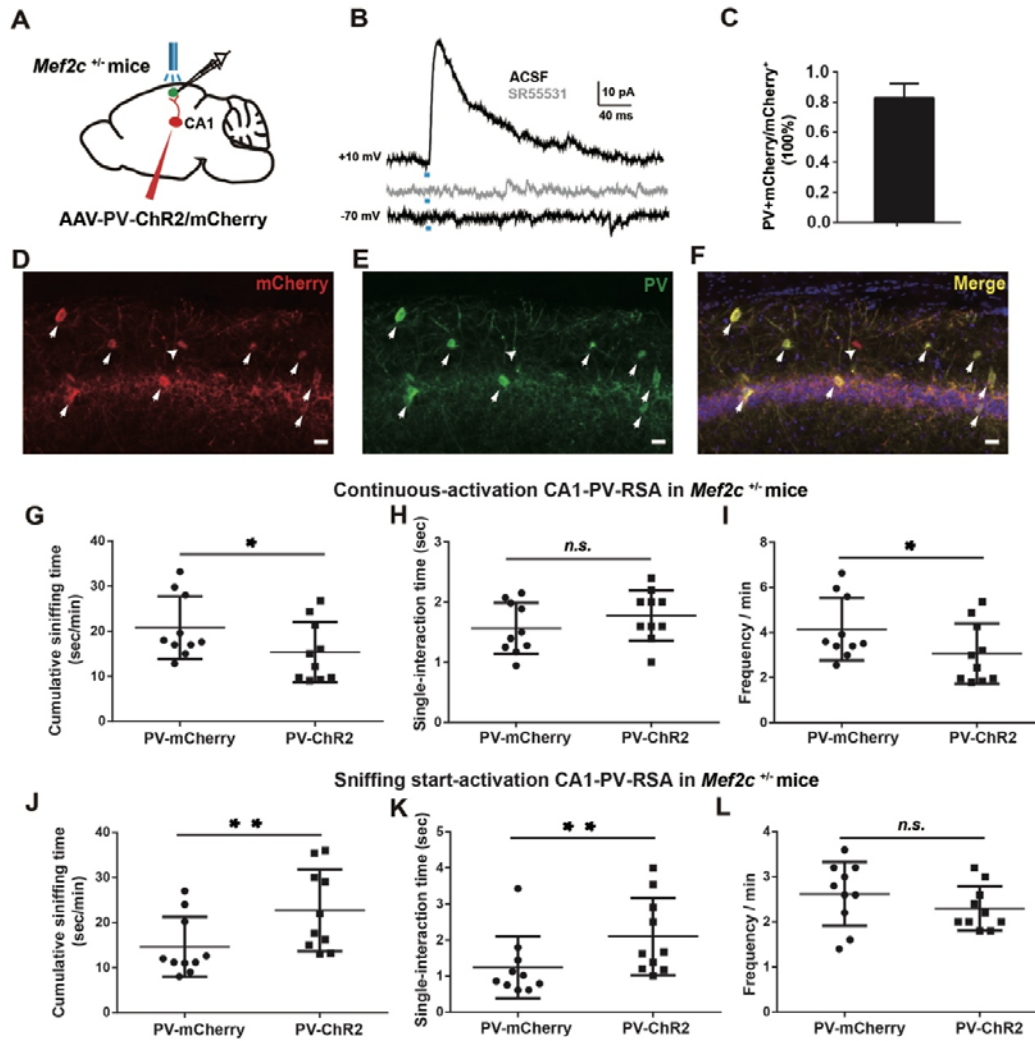 A
Mef2c +/- mice
CA1
AAV-PV-ChR2/mCherry
B
ACSF
SR55531
10 pA
40 ms
+10 mV
-70 mV
C
PV+mCherry/mCherry+
(100%)
1.0
0.8
0.6
0.4
0.2
0.0
D
mCherry
E
PV
F
Merge
Continuous-activation CA1-PV-RSA in Mef2c +/- mice
G
Cumulative siniffing time
(sec/min)
40
30
20
10
0
*
PV-mCherry
PV-ChR2
H
Single-interaction time (sec)
3
2
1
0
n.s.
PV-mCherry
PV-ChR2
I
Frequency / min
8
6
4
2
0
*
PV-mCherry
PV-ChR2
Sniffing start-activation CA1-PV-RSA in Mef2c +/- mice
J
Cumulative siniffing time
(sec/min)
40
30
20
10
0
* *
PV-mCherry
PV-ChR2
K
Single-interaction time (sec)
5
4
3
2
1
0
* *
PV-mCherry
PV-ChR2
L
Frequency / min
4
3
2
1
0
n.s.
PV-mCherry
PV-ChR2